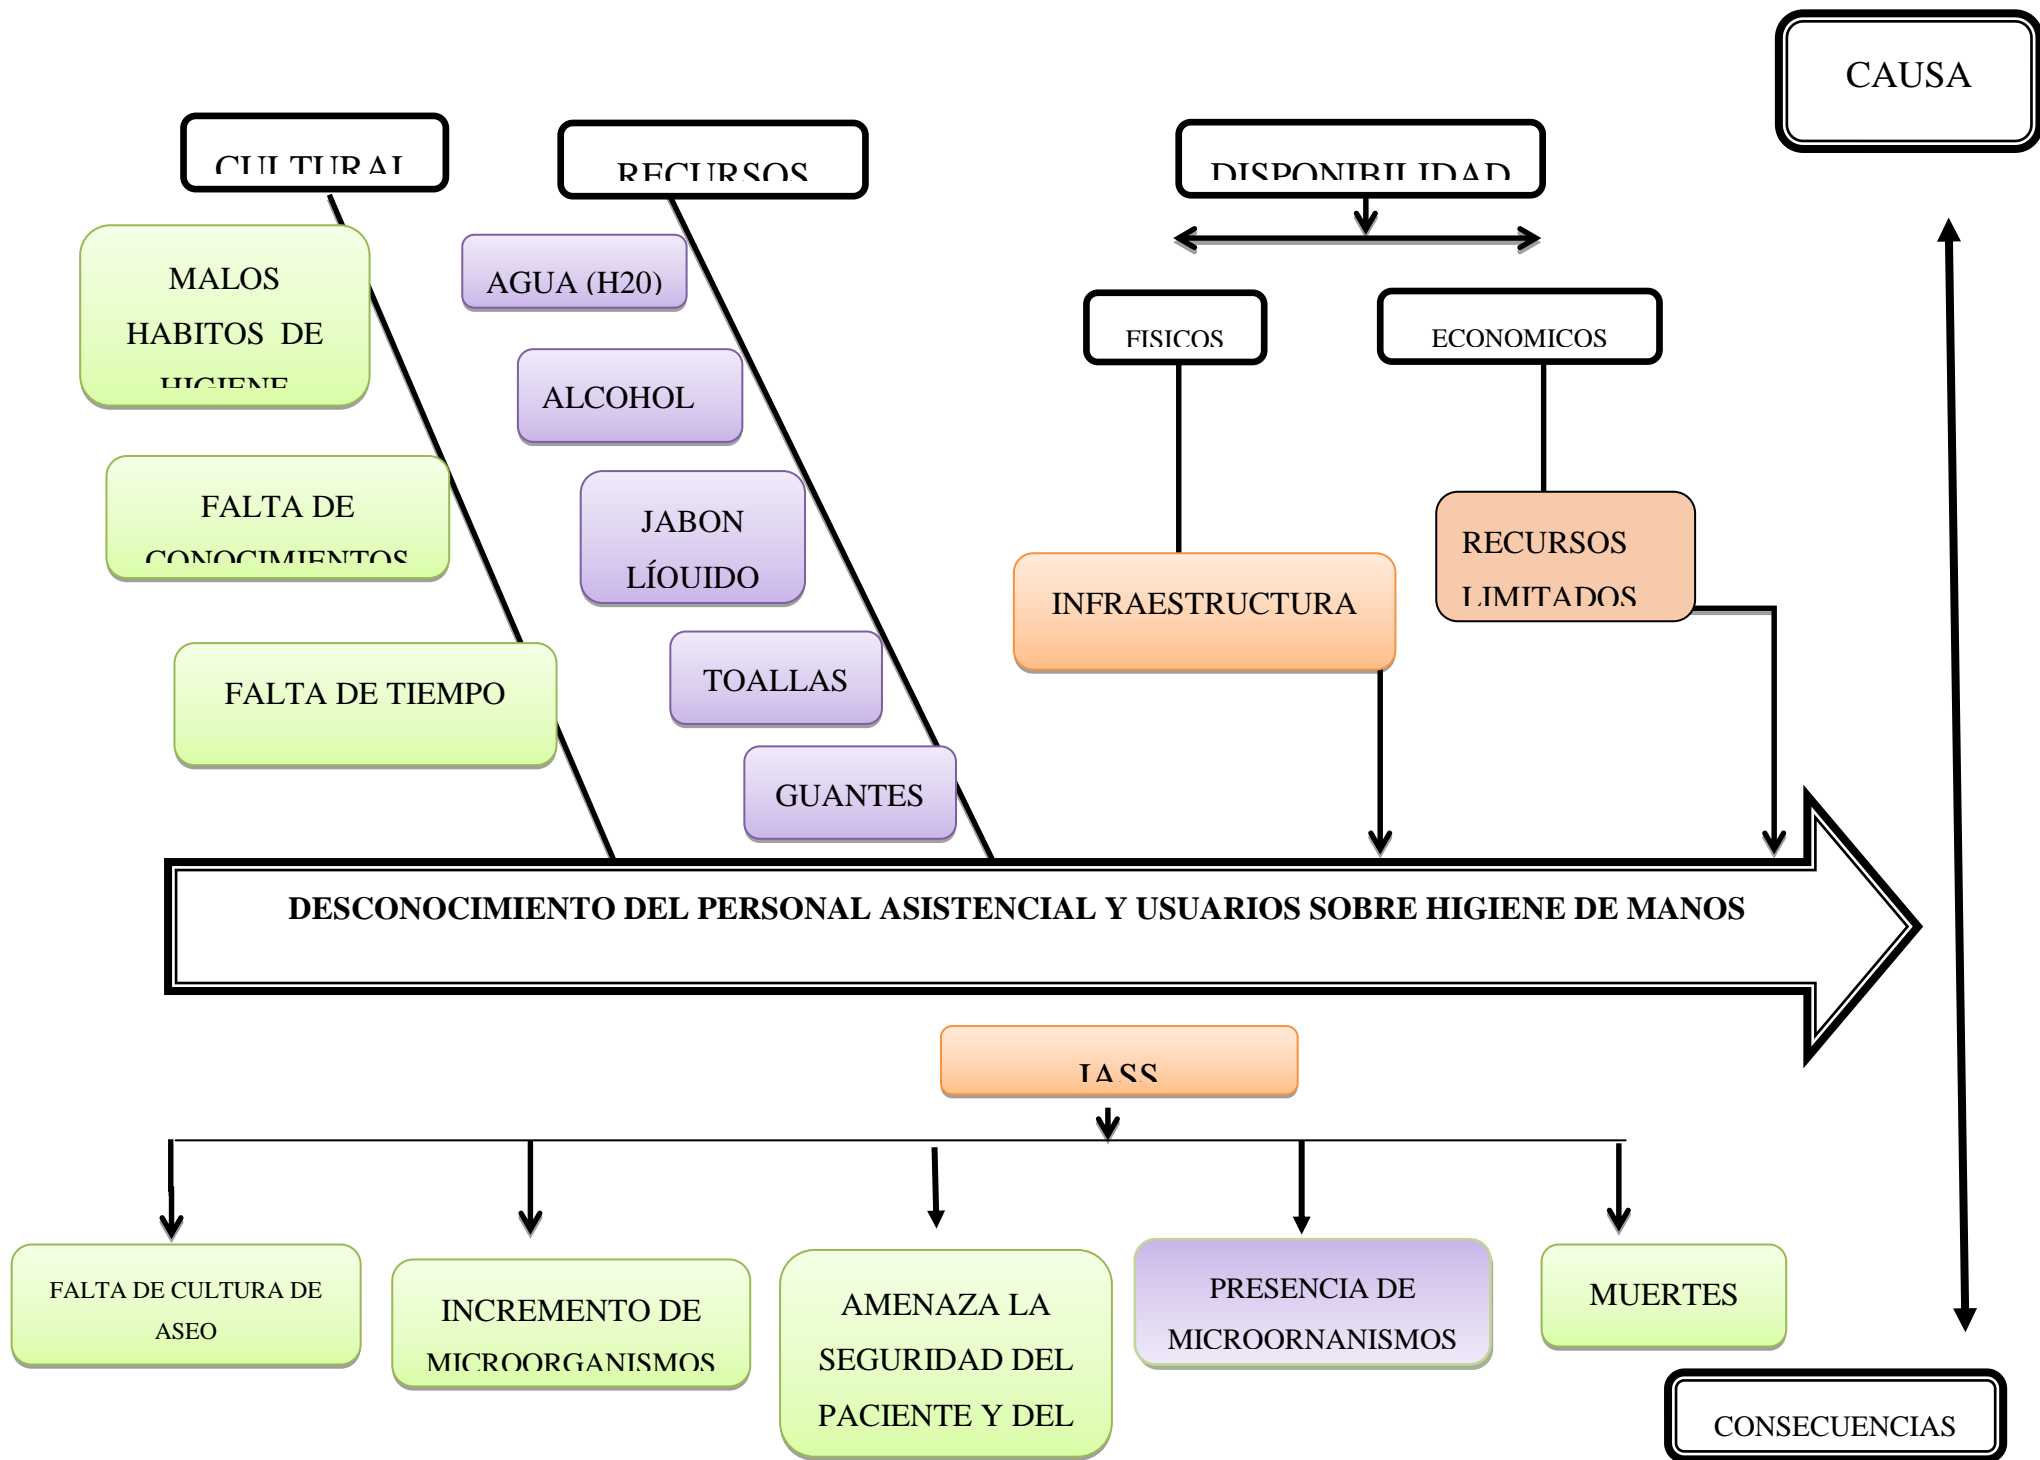 CAUSA
CULTURAL
RECURSOS
DISPONIBILIDAD
MALOS
HABITOS DE
HIGIENE
AGUA (H20)
FISICOS
ECONOMICOS
ALCOHOL
FALTA DE
CONOCIMIENTOS
JABON
LÍQUIDO
RECURSOS
LIMITADOS
INFRAESTRUCTURA
FALTA DE TIEMPO
TOALLAS
GUANTES
DESCONOCIMIENTO DEL PERSONAL ASISTENCIAL Y USUARIOS SOBRE HIGIENE DE MANOS
IASS
FALTA DE CULTURA DE
ASEO
INCREMENTO DE
MICROORGANISMOS
AMENAZA LA
SEGURIDAD DEL
PACIENTE Y DEL
PRESENCIA DE
MICROORNANISMOS
MUERTES
CONSECUENCIAS